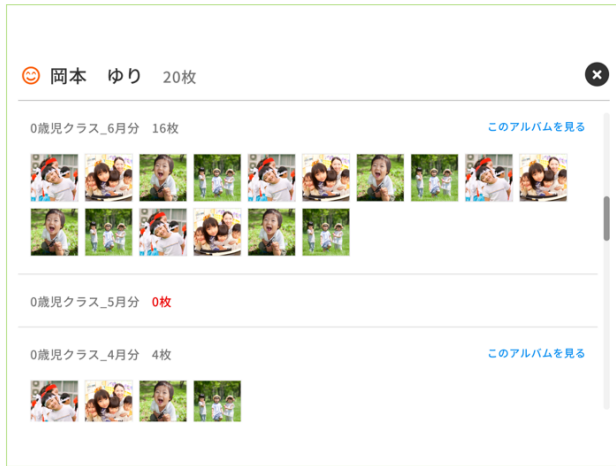 岡本　ゆり　20枚
0歳児クラス_6月分　16枚　このアルバムを見る
0歳児クラス_5月分　0枚
0歳児クラス_4月分　4枚　このアルバムを見る